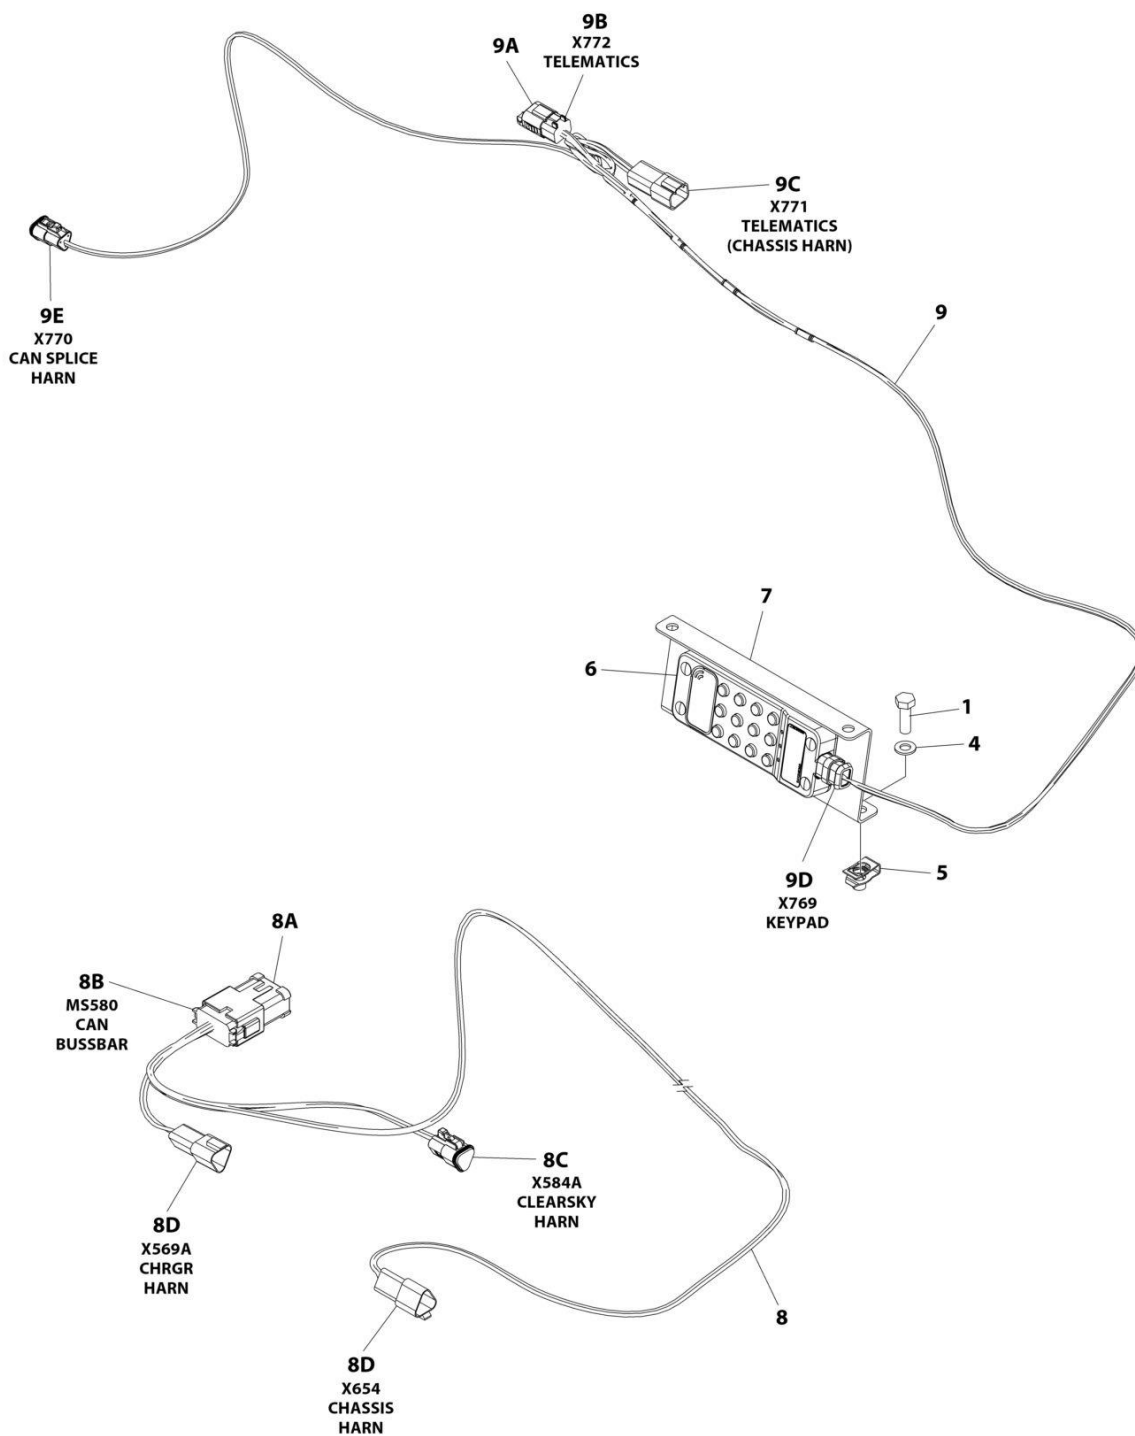 9A
9B
X772
TELEMATICS
9C
X771
TELEMATICS
(CHASSIS HARN)
9E
X770
CAN SPLICE
HARN
9
7
6
1
4
5
9D
X769
KEYPAD
8A
8B
MS580
CAN
BUSSBAR
8C
X584A
CLEARSKY
HARN
8D
X569A
CHRGR
HARN
8
8D
X654
CHASSIS
HARN